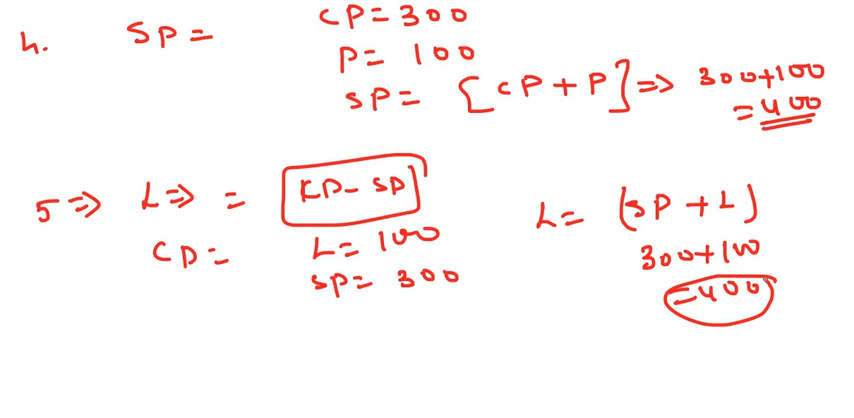 4. SP =
CP = 300
P = 100
SP = [CP + P] ⇒ 300+100
= 400
5 ⇒ L ⇒ = CP - SP
CP =
L = 100
SP = 300
L = (SP + L)
300+100
= 400